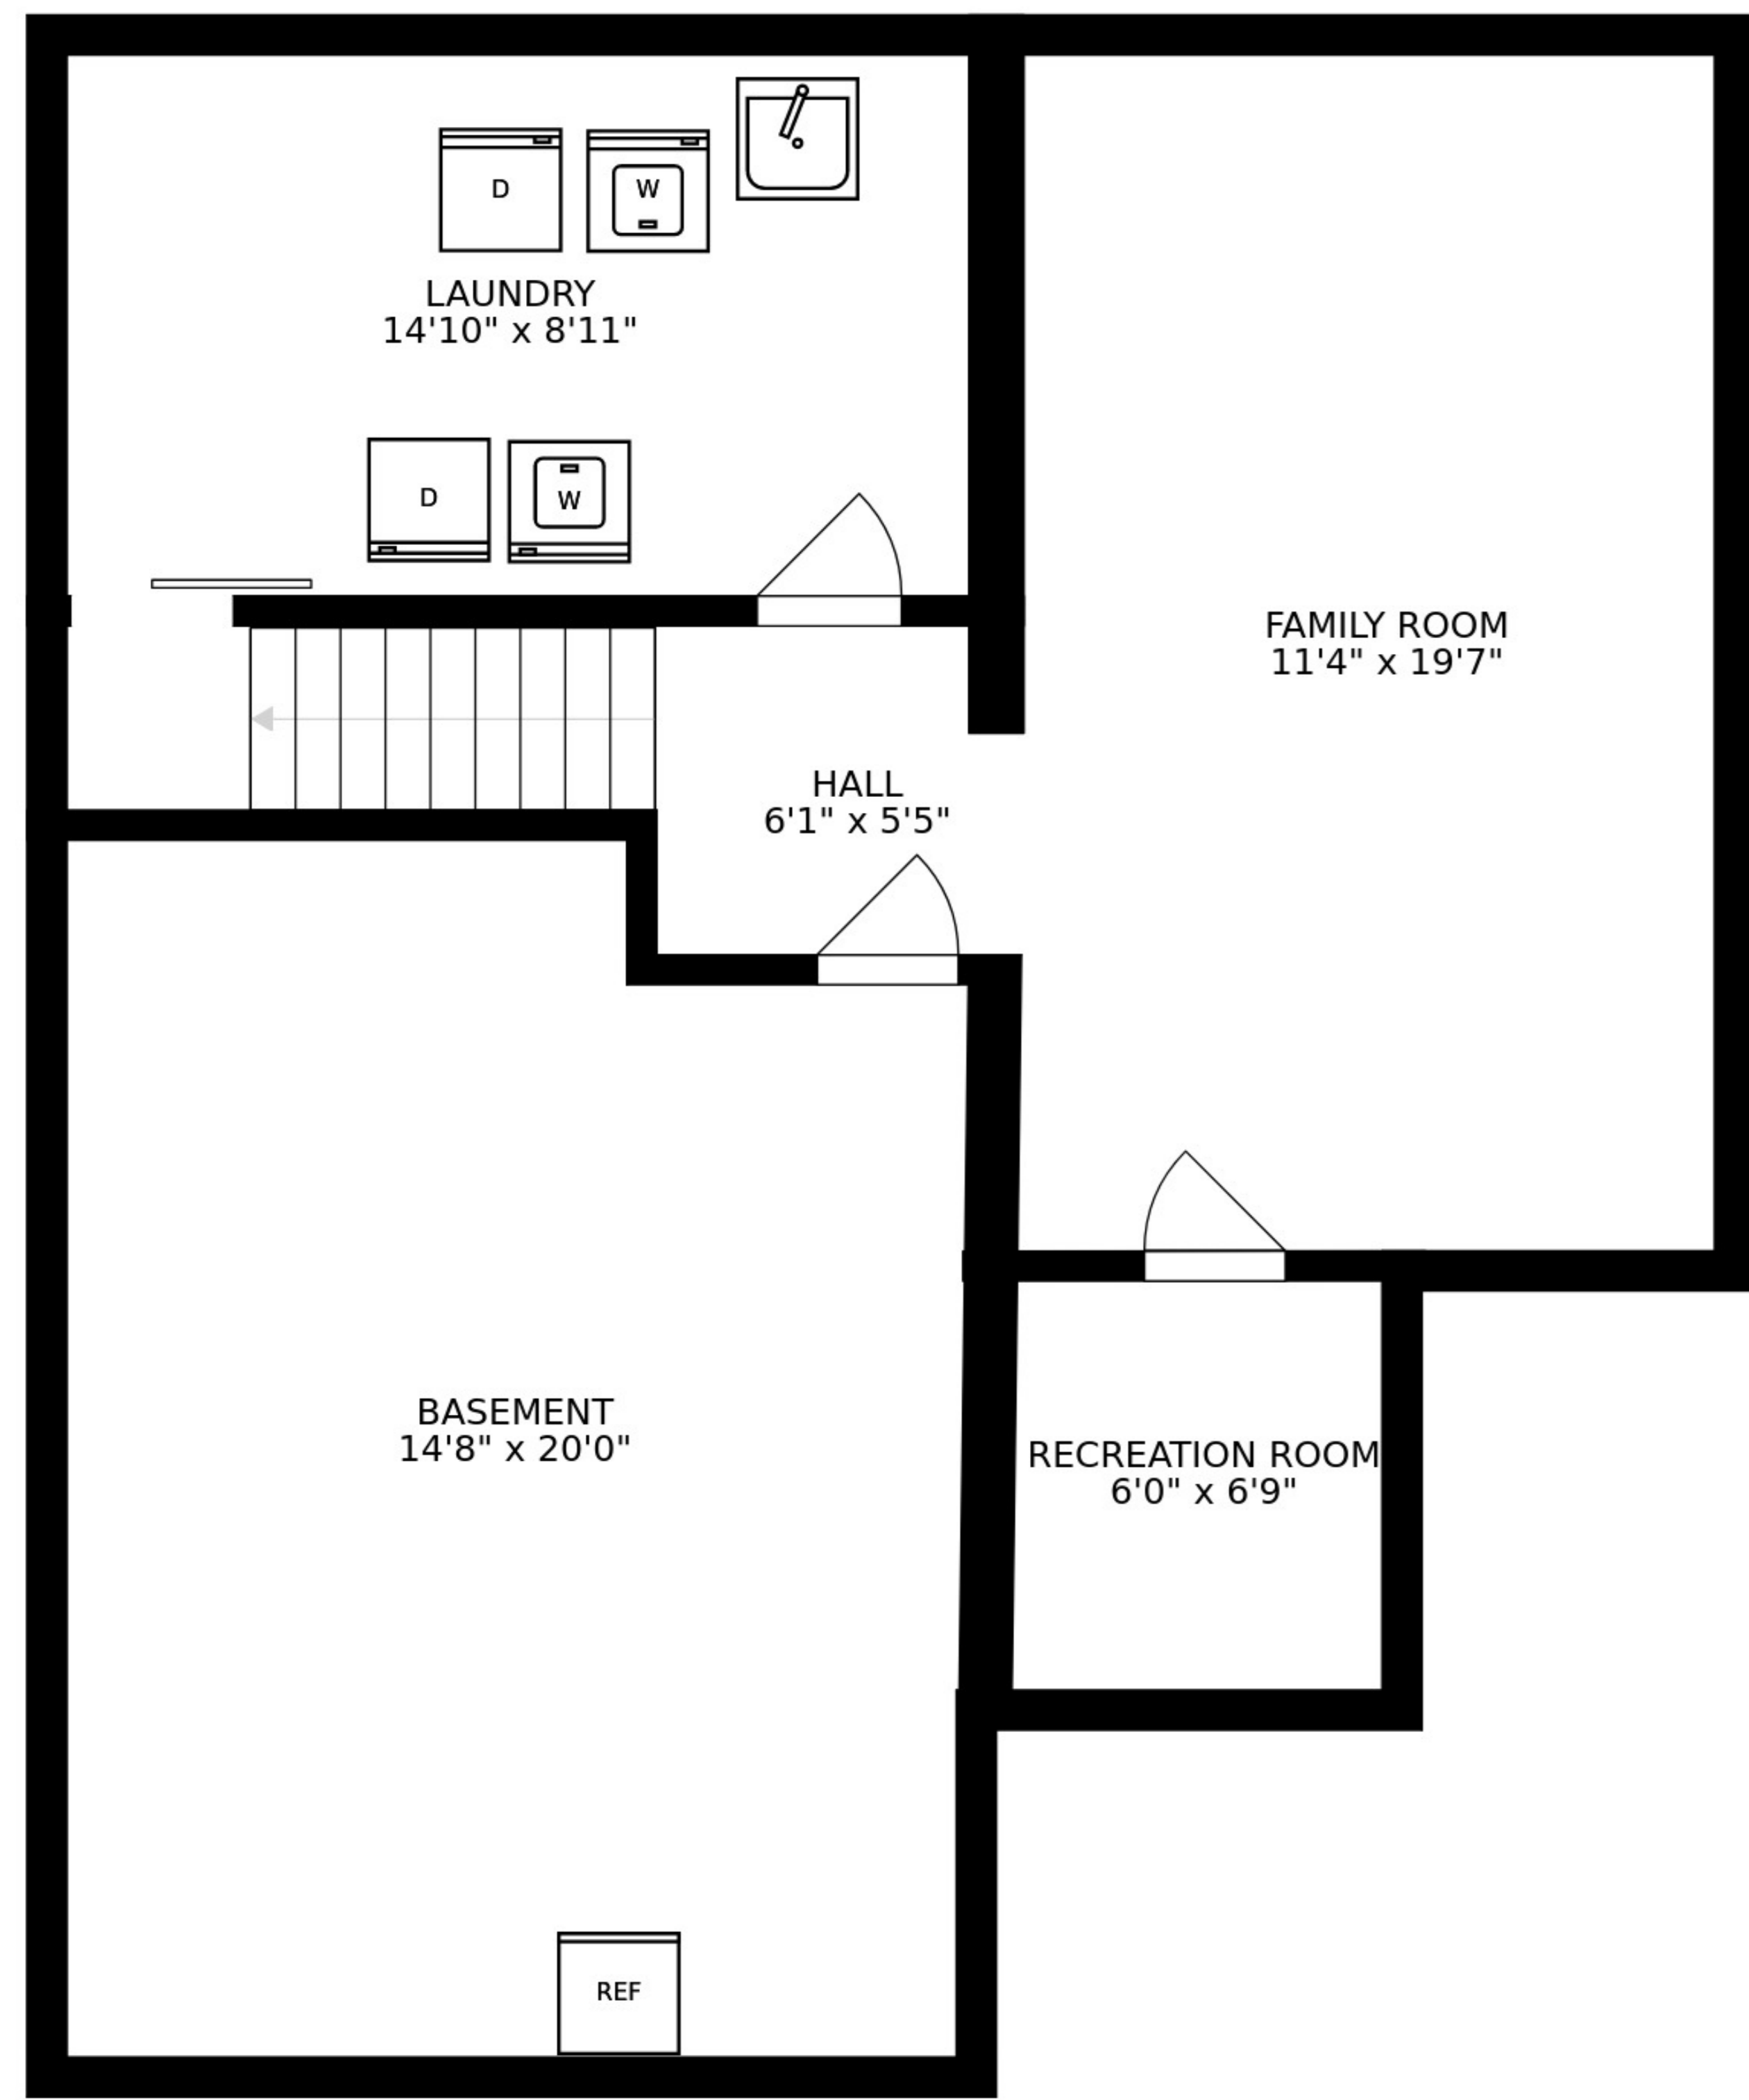 D
W
LAUNDRY
14'10" x 8'11"
D
W
FAMILY ROOM
11'4" x 19'7"
HALL
6'1" x 5'5"
BASEMENT
14'8" x 20'0"
RECREATION ROOM
6'0" x 6'9"
REF